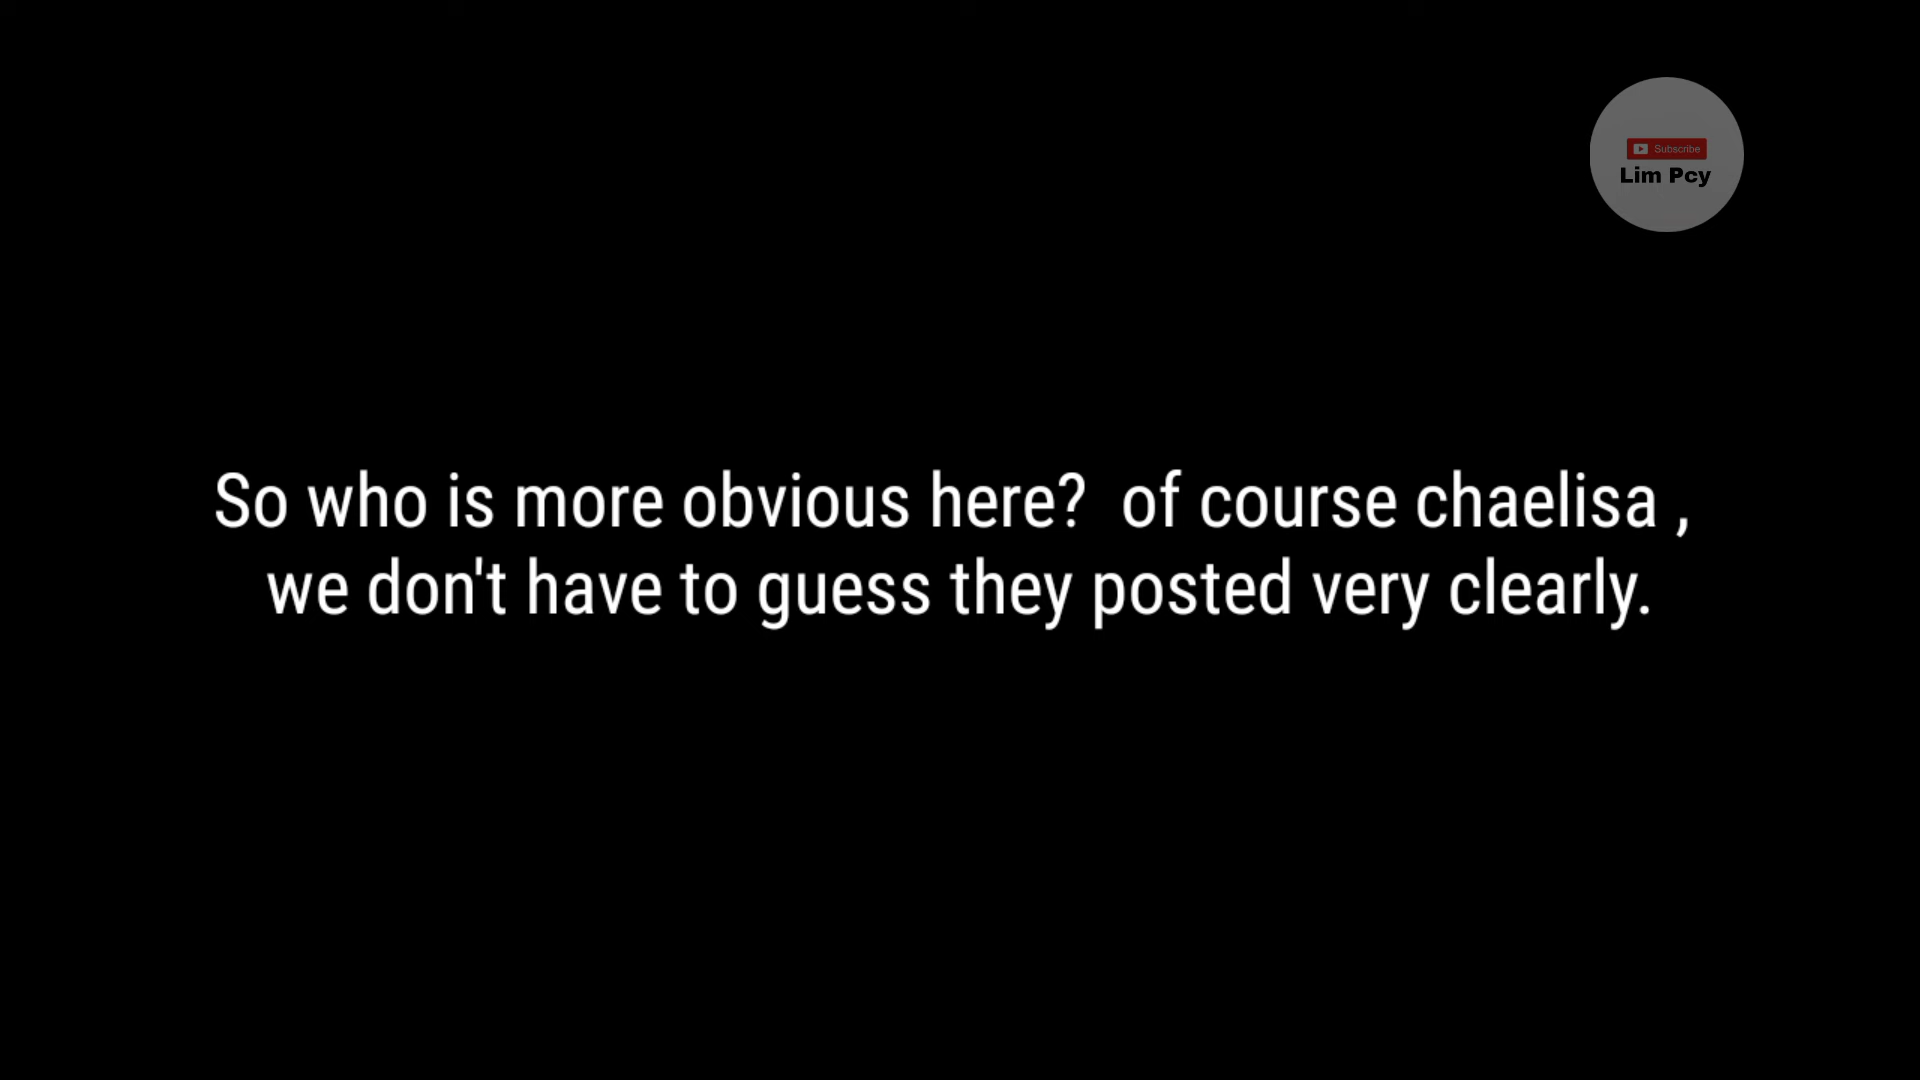 Subscribe
Lim Pcy
So who is more obvious here?  of course chaelisa ,
we don't have to guess they posted very clearly.